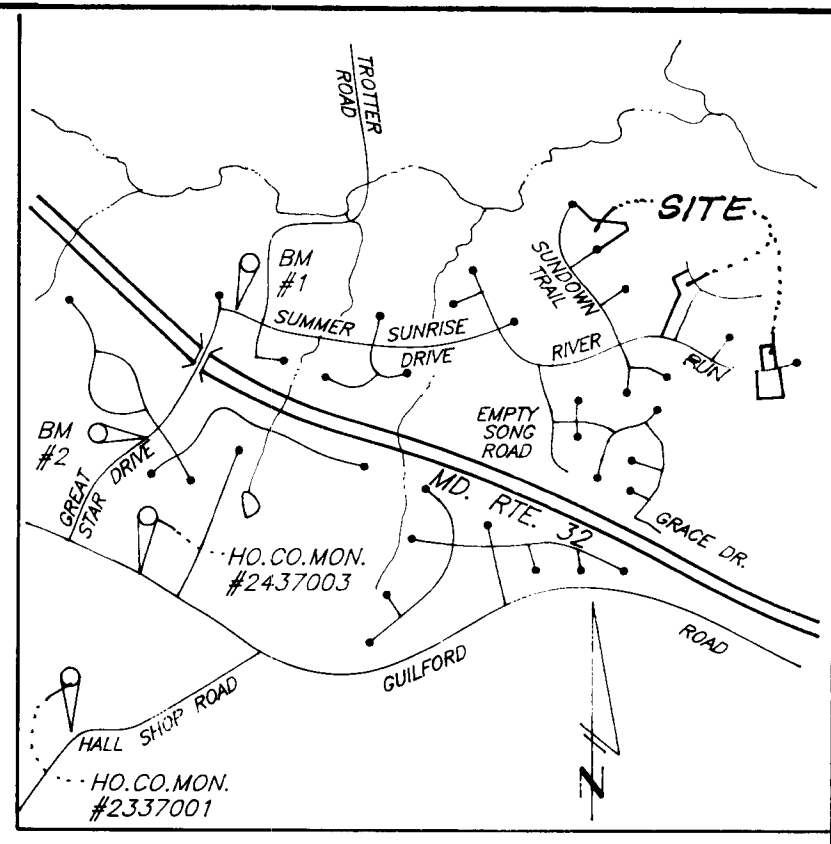 TROTTER
ROAD
SITE
BM
#1
SUNDOWN
TRAIL
SUMMER SUNRISE
DRIVE
RIVER
RUN
EMPTY
SONG
ROAD
BM
#2
GREAT
STAR DRIVE
MD. RTE. 32
GRACE DR.
HO.CO.MON.
#2437003
GUILFORD
ROAD
HALL SHOP ROAD
HO.CO.MON.
#2337001
N